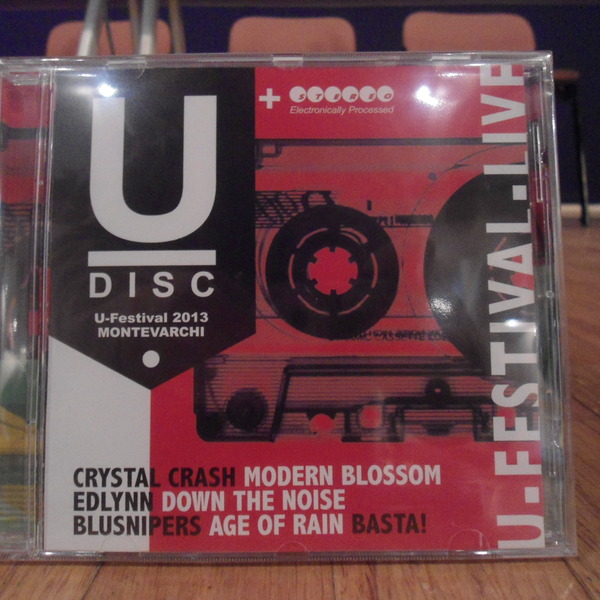 U
DISC
U-Festival 2013
MONTEVARCHI
+ STEREO
Electronically Processed
U-FESTIVAL-LIVE
CRYSTAL CRASH MODERN BLOSSOM
EDLYNN DOWN THE NOISE
BLUSNIPERS AGE OF RAIN BASTA!